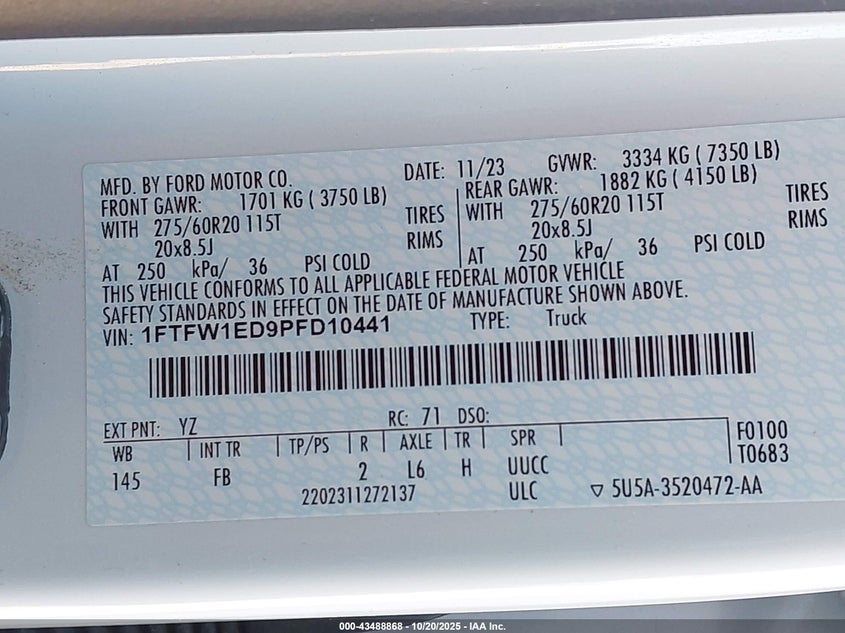 MFD. BY FORD MOTOR CO. DATE: 11/23 GVWR: 3334 KG ( 7350 LB)
FRONT GAWR: 1701 KG ( 3750 LB) REAR GAWR: 1882 KG ( 4150 LB)
WITH 275/60R20 115T TIRES WITH 275/60R20 115T TIRES
20x8.5J RIMS 20x8.5J RIMS
AT 250 kPa/ 36 PSI COLD AT 250 kPa/ 36 PSI COLD
THIS VEHICLE CONFORMS TO ALL APPLICABLE FEDERAL MOTOR VEHICLE
SAFETY STANDARDS IN EFFECT ON THE DATE OF MANUFACTURE SHOWN ABOVE.
VIN: 1FTFW1ED9PFD10441 TYPE: Truck
EXT PNT: YZ RC: 71 DSO:
WB INT TR TP/PS R AXLE TR SPR F0100
145 FB 2 L6 H UUCC T0683
2202311272137 ULC ▽ 5U5A-3520472-AA
000-43488868 - 10/20/2025 - IAA Inc.